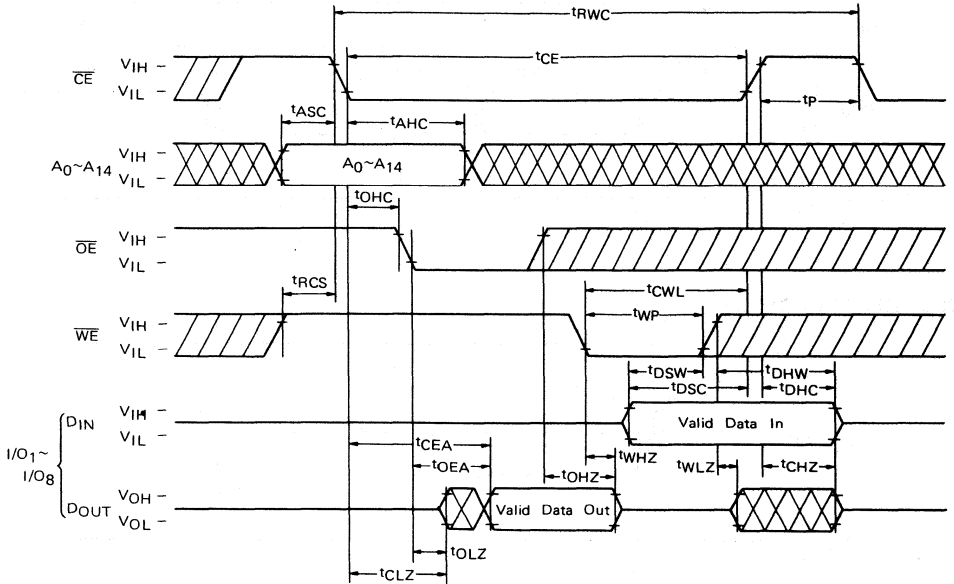 tRWC
CE
VIH
VIL
tCE
tP
tASC
tAHC
A0~A14
VIH
VIL
A0~A14
tOHC
OE
VIH
VIL
tRCS
tCWL
tWP
WE
VIH
VIL
tDSW
tDHW
tDSC
tDHC
I/O1~
I/O8
DIN
VIH
VIL
Valid Data In
tCEA
tWHZ
tWLZ
tCHZ
tOEA
tOHZ
DOUT
VOH
VOL
Valid Data Out
tOLZ
tCLZ